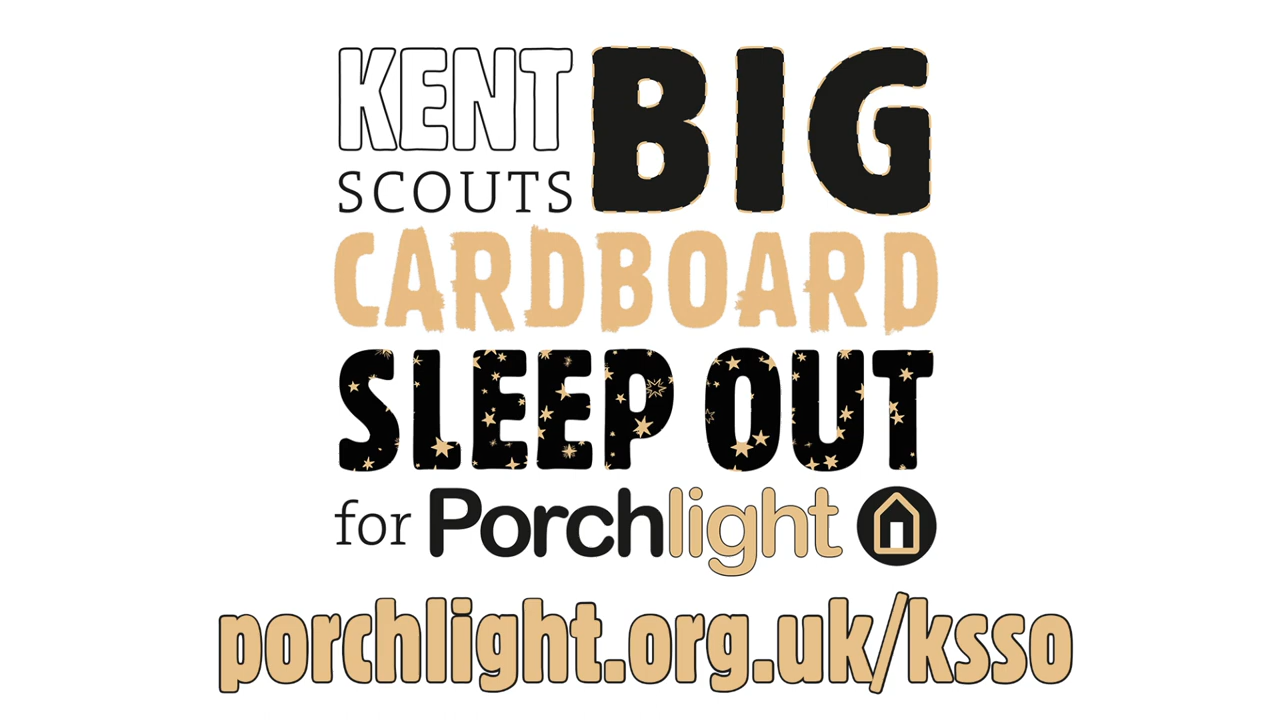 KENT BIG
SCOUTS
CARDBOARD
SLEEP OUT
for Porchlight
porchlight.org.uk/ksso